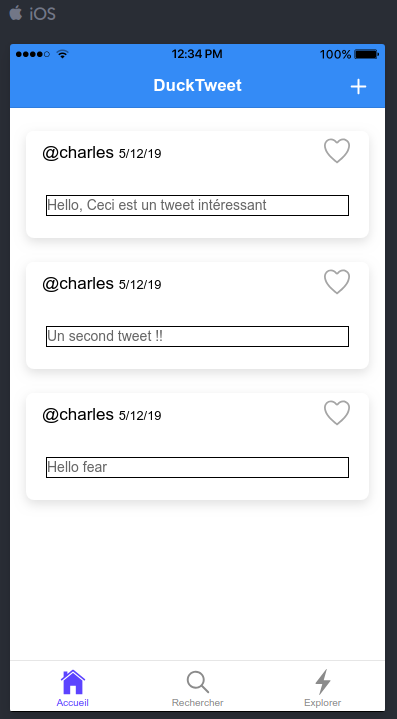 iOS
12:34 PM
100%
DuckTweet
+
@charles 5/12/19
Hello, Ceci est un tweet intéressant
@charles 5/12/19
Un second tweet !!
@charles 5/12/19
Hello fear
Accueil
Rechercher
Explorer